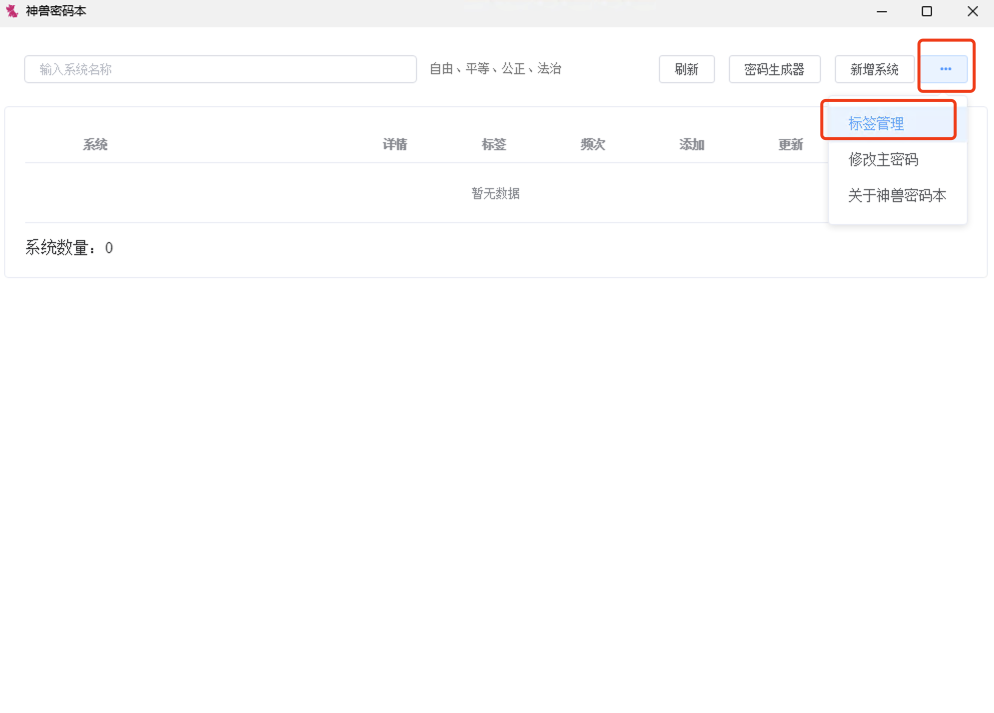 神兽密码本
输入系统名称 自由、平等、公正、法治 刷新 密码生成器 新增系统 ···
标签管理
修改主密码
关于神兽密码本
系统 详情 标签 频次 添加 更新
暂无数据
系统数量：0